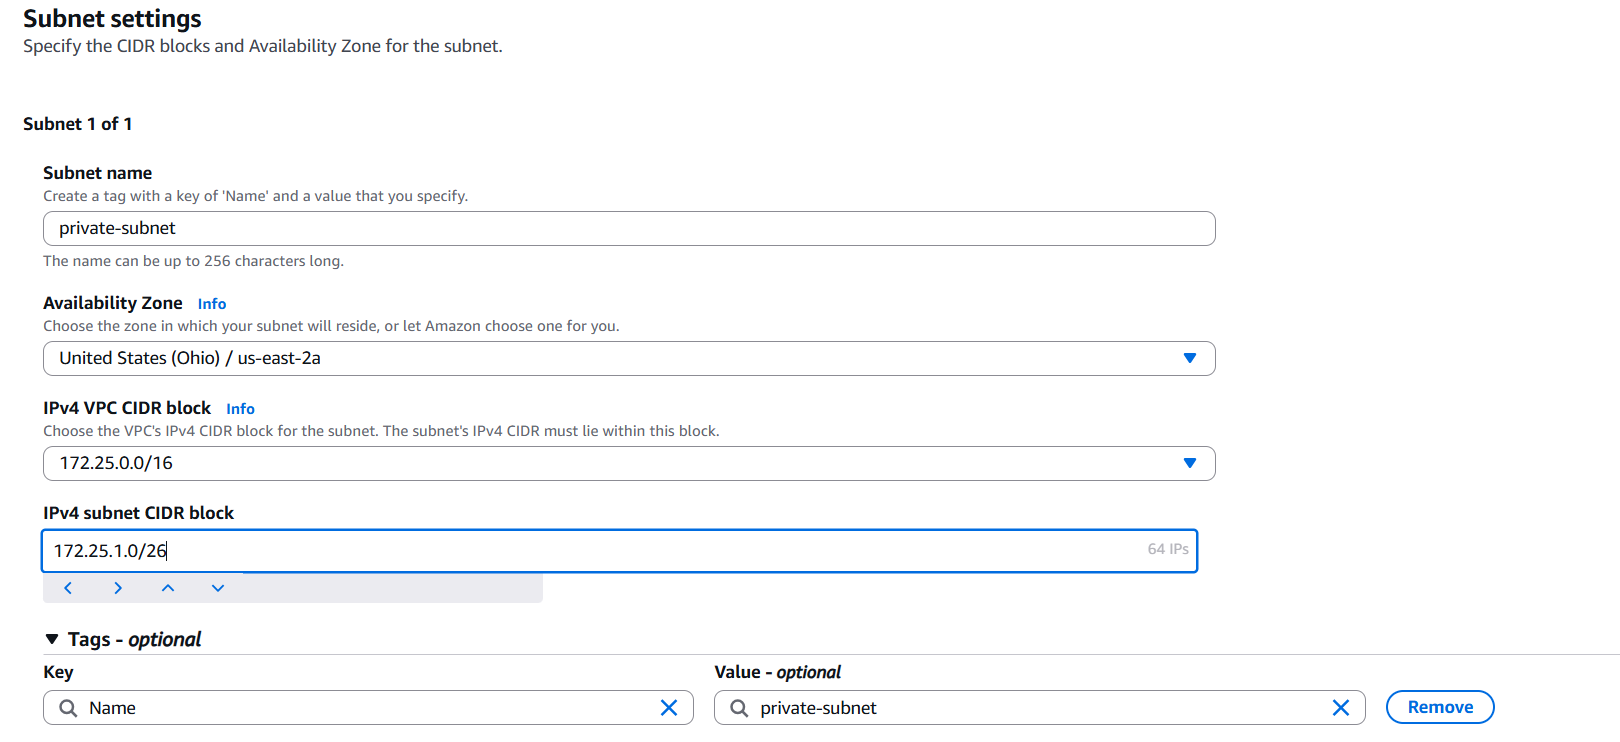 Subnet settings
Specify the CIDR blocks and Availability Zone for the subnet.
Subnet 1 of 1
Subnet name
Create a tag with a key of 'Name' and a value that you specify.
private-subnet
The name can be up to 256 characters long.
Availability Zone Info
Choose the zone in which your subnet will reside, or let Amazon choose one for you.
United States (Ohio) / us-east-2a
IPv4 VPC CIDR block Info
Choose the VPC's IPv4 CIDR block for the subnet. The subnet's IPv4 CIDR must lie within this block.
172.25.0.0/16
IPv4 subnet CIDR block
172.25.1.0/26 64 IPs
Tags - optional
Key Value - optional
Name private-subnet Remove